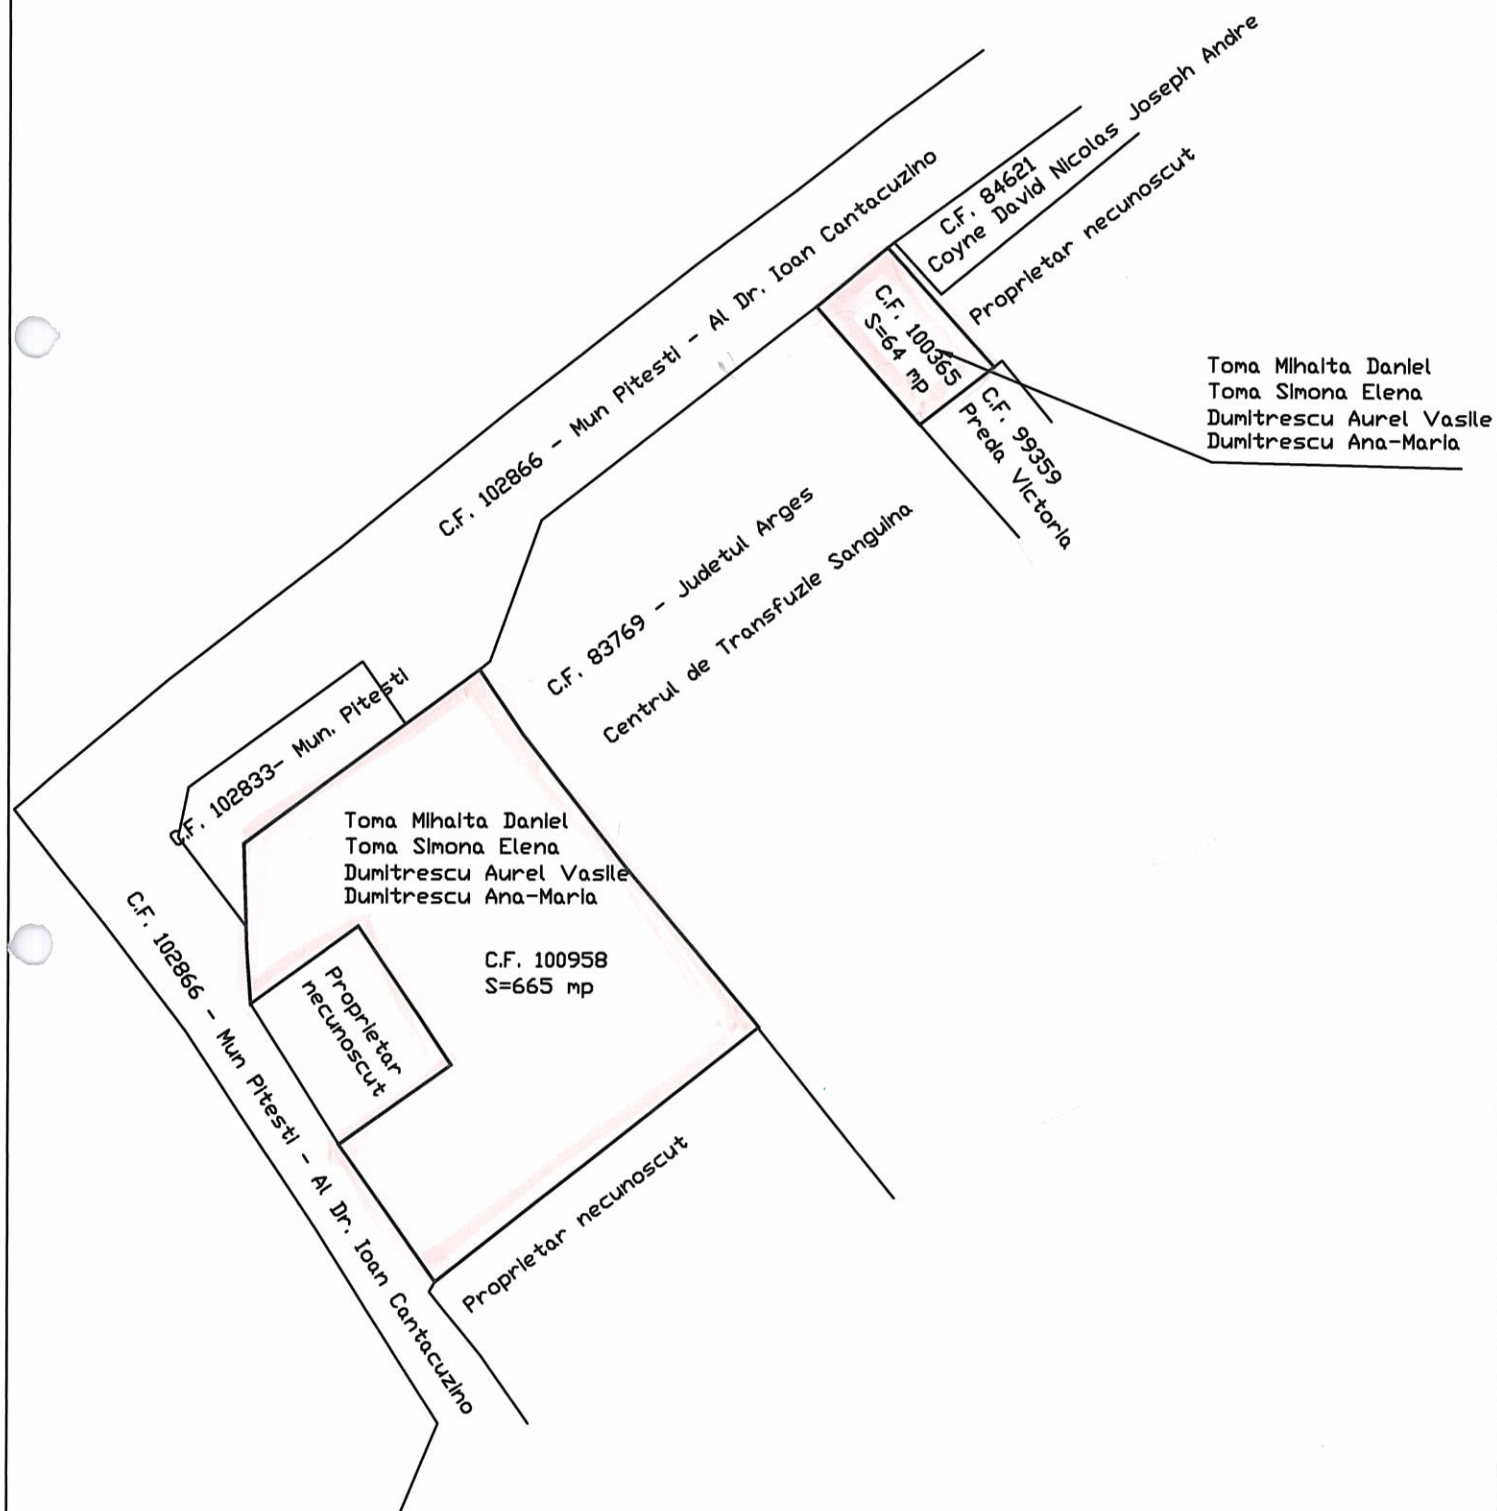 C.F. 84621
Coyne David Nicolas Joseph Andre
Proprietar necunoscut
C.F. 102866 - Mun Pitesti - Al Dr. Ioan Cantacuzino
C.F. 100365
S=64 mp
Toma Mihaita Daniel
Toma Simona Elena
Dumitrescu Aurel Vasile
Dumitrescu Ana-Maria
C.F. 99359
Preda Victoria
C.F. 83769 - Judetul Arges
Centrul de Transfuzie Sanguina
C.F. 102833- Mun. Pitesti
Toma Mihaita Daniel
Toma Simona Elena
Dumitrescu Aurel Vasile
Dumitrescu Ana-Maria
C.F. 100958
S=665 mp
Proprietar
necunoscut
C.F. 102866 - Mun Pitesti - Al Dr. Ioan Cantacuzino
Proprietar necunoscut